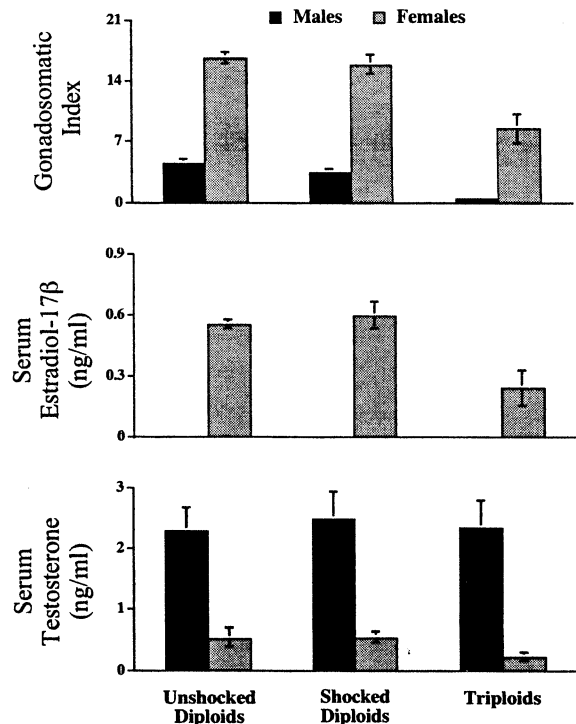 Males Females
21
14
7
0
Gonadosomatic
Index
0.9
0.6
0.3
0
Serum
Estradiol-17β
(ng/ml)
3
2
1
0
Serum
Testosterone
(ng/ml)
Unshocked
Diploids
Shocked
Diploids
Triploids